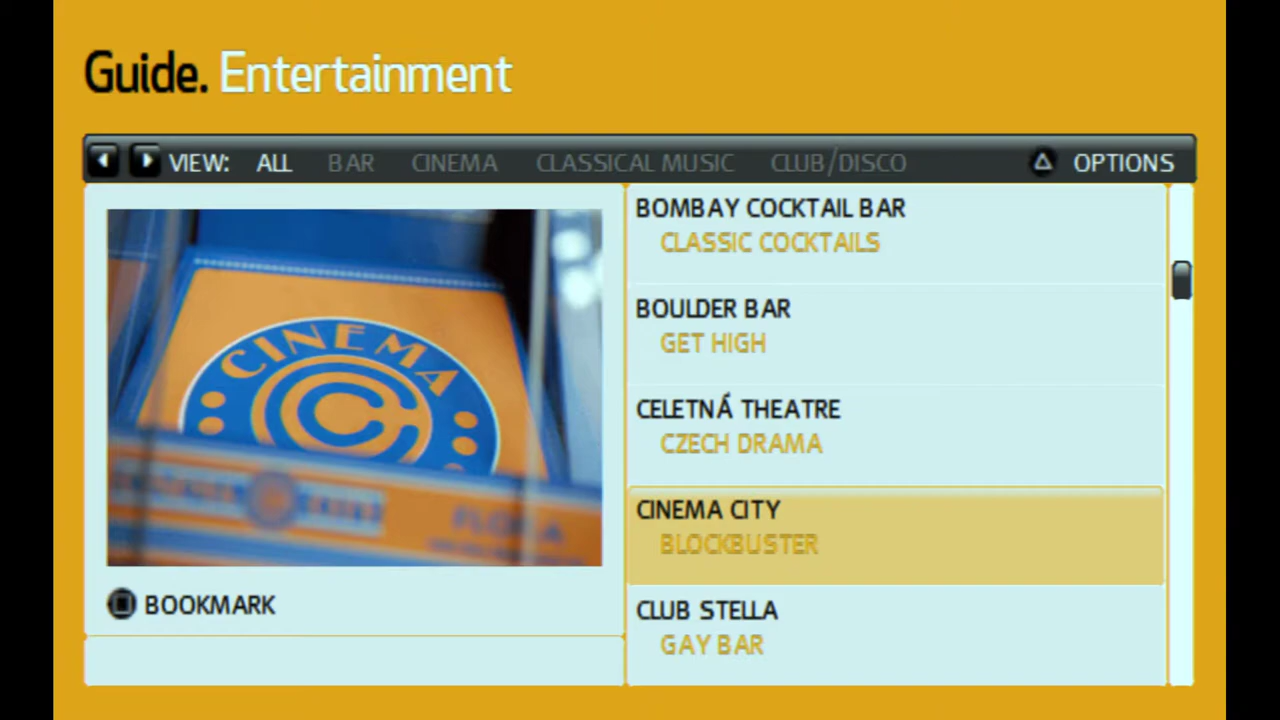 Guide. Entertainment
VIEW: ALL BAR CINEMA CLASSICAL MUSIC CLUB/DISCO OPTIONS
CINEMA
BOOKMARK
BOMBAY COCKTAIL BAR
CLASSIC COCKTAILS
BOULDER BAR
GET HIGH
CELETNÁ THEATRE
CZECH DRAMA
CINEMA CITY
BLOCKBUSTER
CLUB STELLA
GAY BAR